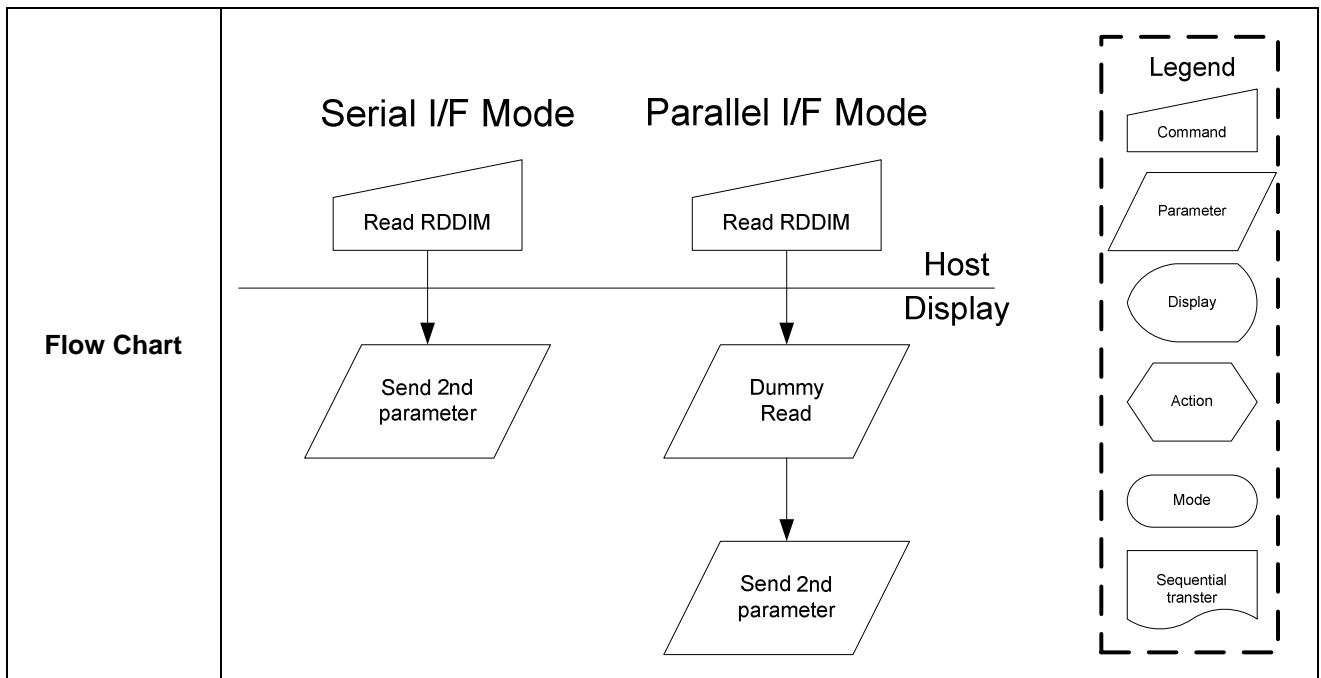 Flow Chart
Serial I/F Mode
Read RDDIM
Send 2nd
parameter
Parallel I/F Mode
Read RDDIM
Host
Display
Dummy
Read
Send 2nd
parameter
Legend
Command
Parameter
Display
Action
Mode
Sequential
transter